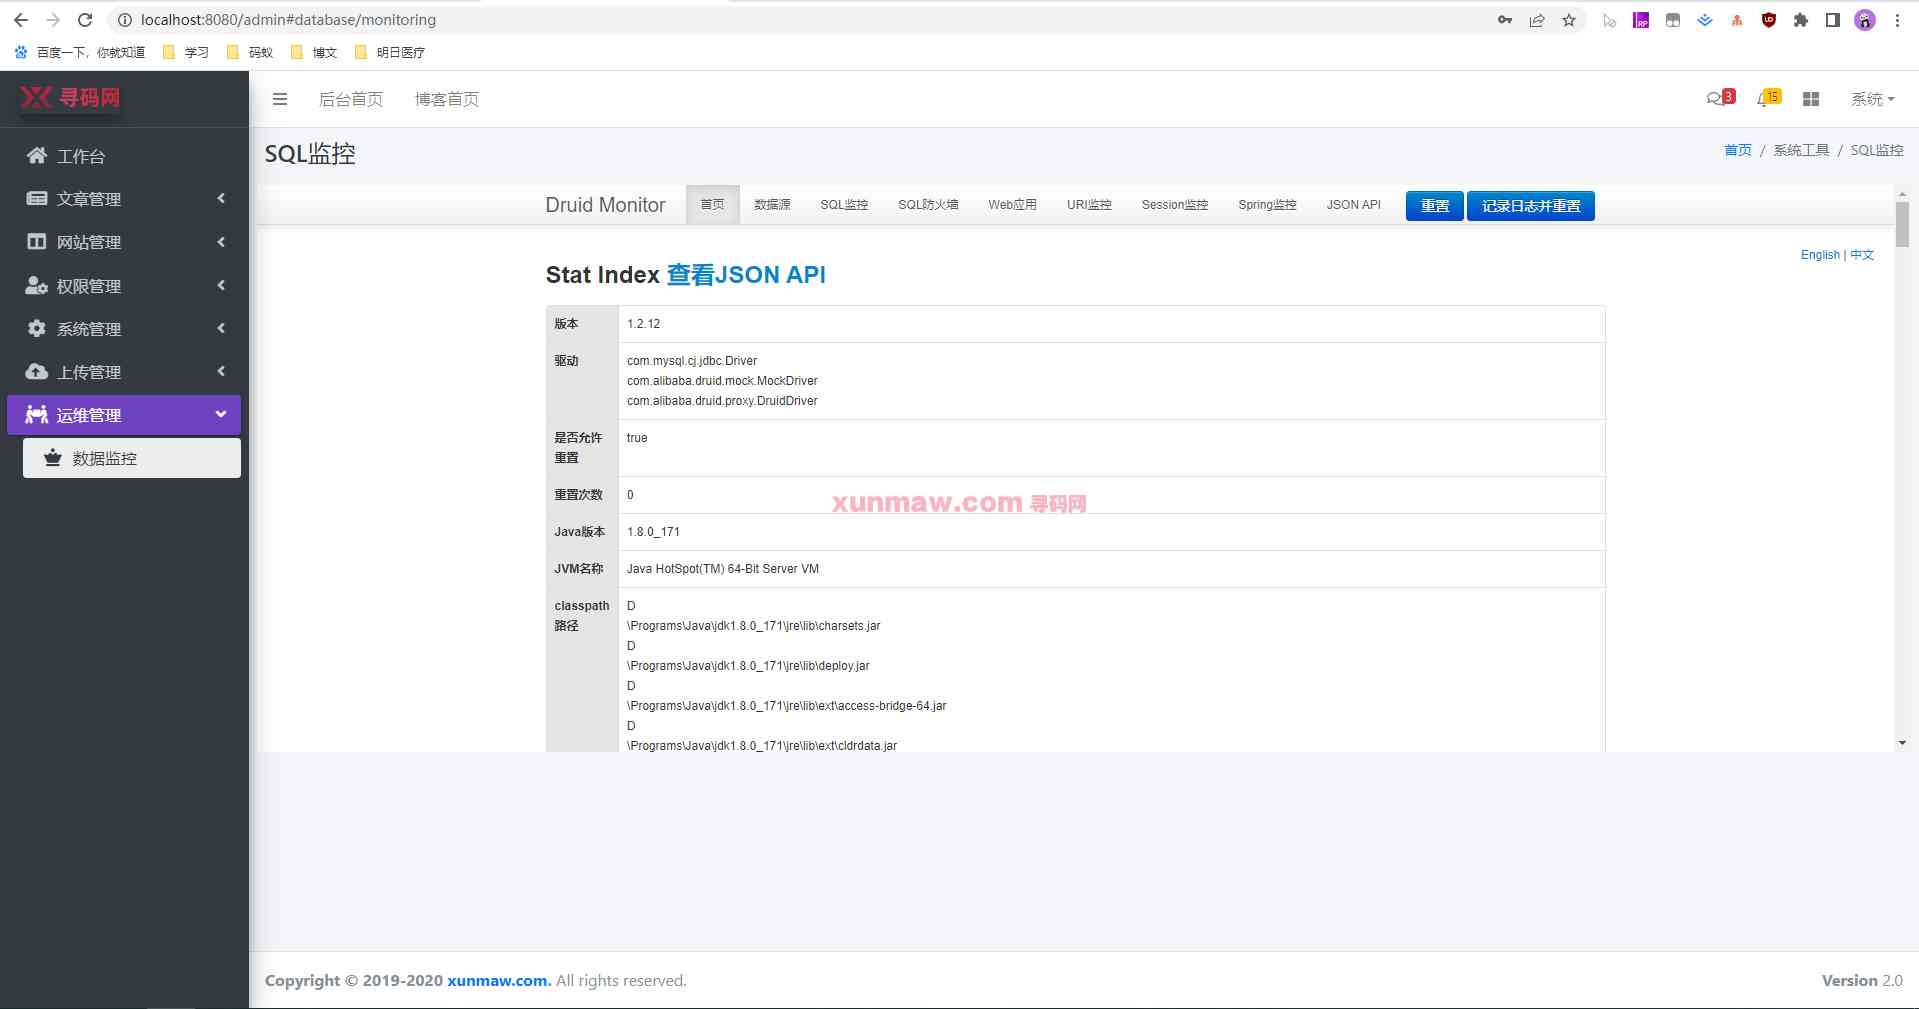 localhost:8080/admin#database/monitoring
百度一下，你就知道 学习 码蚁 博文 明日医疗
寻码网
后台首页 博客首页 3 15 系统
SQL监控
首页 / 系统工具 / SQL监控
工作台
文章管理
网站管理
权限管理
系统管理
上传管理
运维管理
数据监控
Druid Monitor 首页 数据源 SQL监控 SQL防火墙 Web应用 URI监控 Session监控 Spring监控 JSON API 重置 记录日志并重置
English | 中文
Stat Index 查看JSON API
版本 1.2.12
驱动 com.mysql.cj.jdbc.Driver
com.alibaba.druid.mock.MockDriver
com.alibaba.druid.proxy.DruidDriver
是否允许 true
重置
重置次数 0
xunmaw.com 寻码网
Java版本 1.8.0_171
JVM名称 Java HotSpot(TM) 64-Bit Server VM
classpath D
路径 \Programs\Java\jdk1.8.0_171\jre\lib\charsets.jar
D
\Programs\Java\jdk1.8.0_171\jre\lib\deploy.jar
D
\Programs\Java\jdk1.8.0_171\jre\lib\ext\access-bridge-64.jar
D
\Programs\Java\jdk1.8.0_171\jre\lib\ext\cldrdata.jar
Copyright © 2019-2020 xunmaw.com. All rights reserved.
Version 2.0